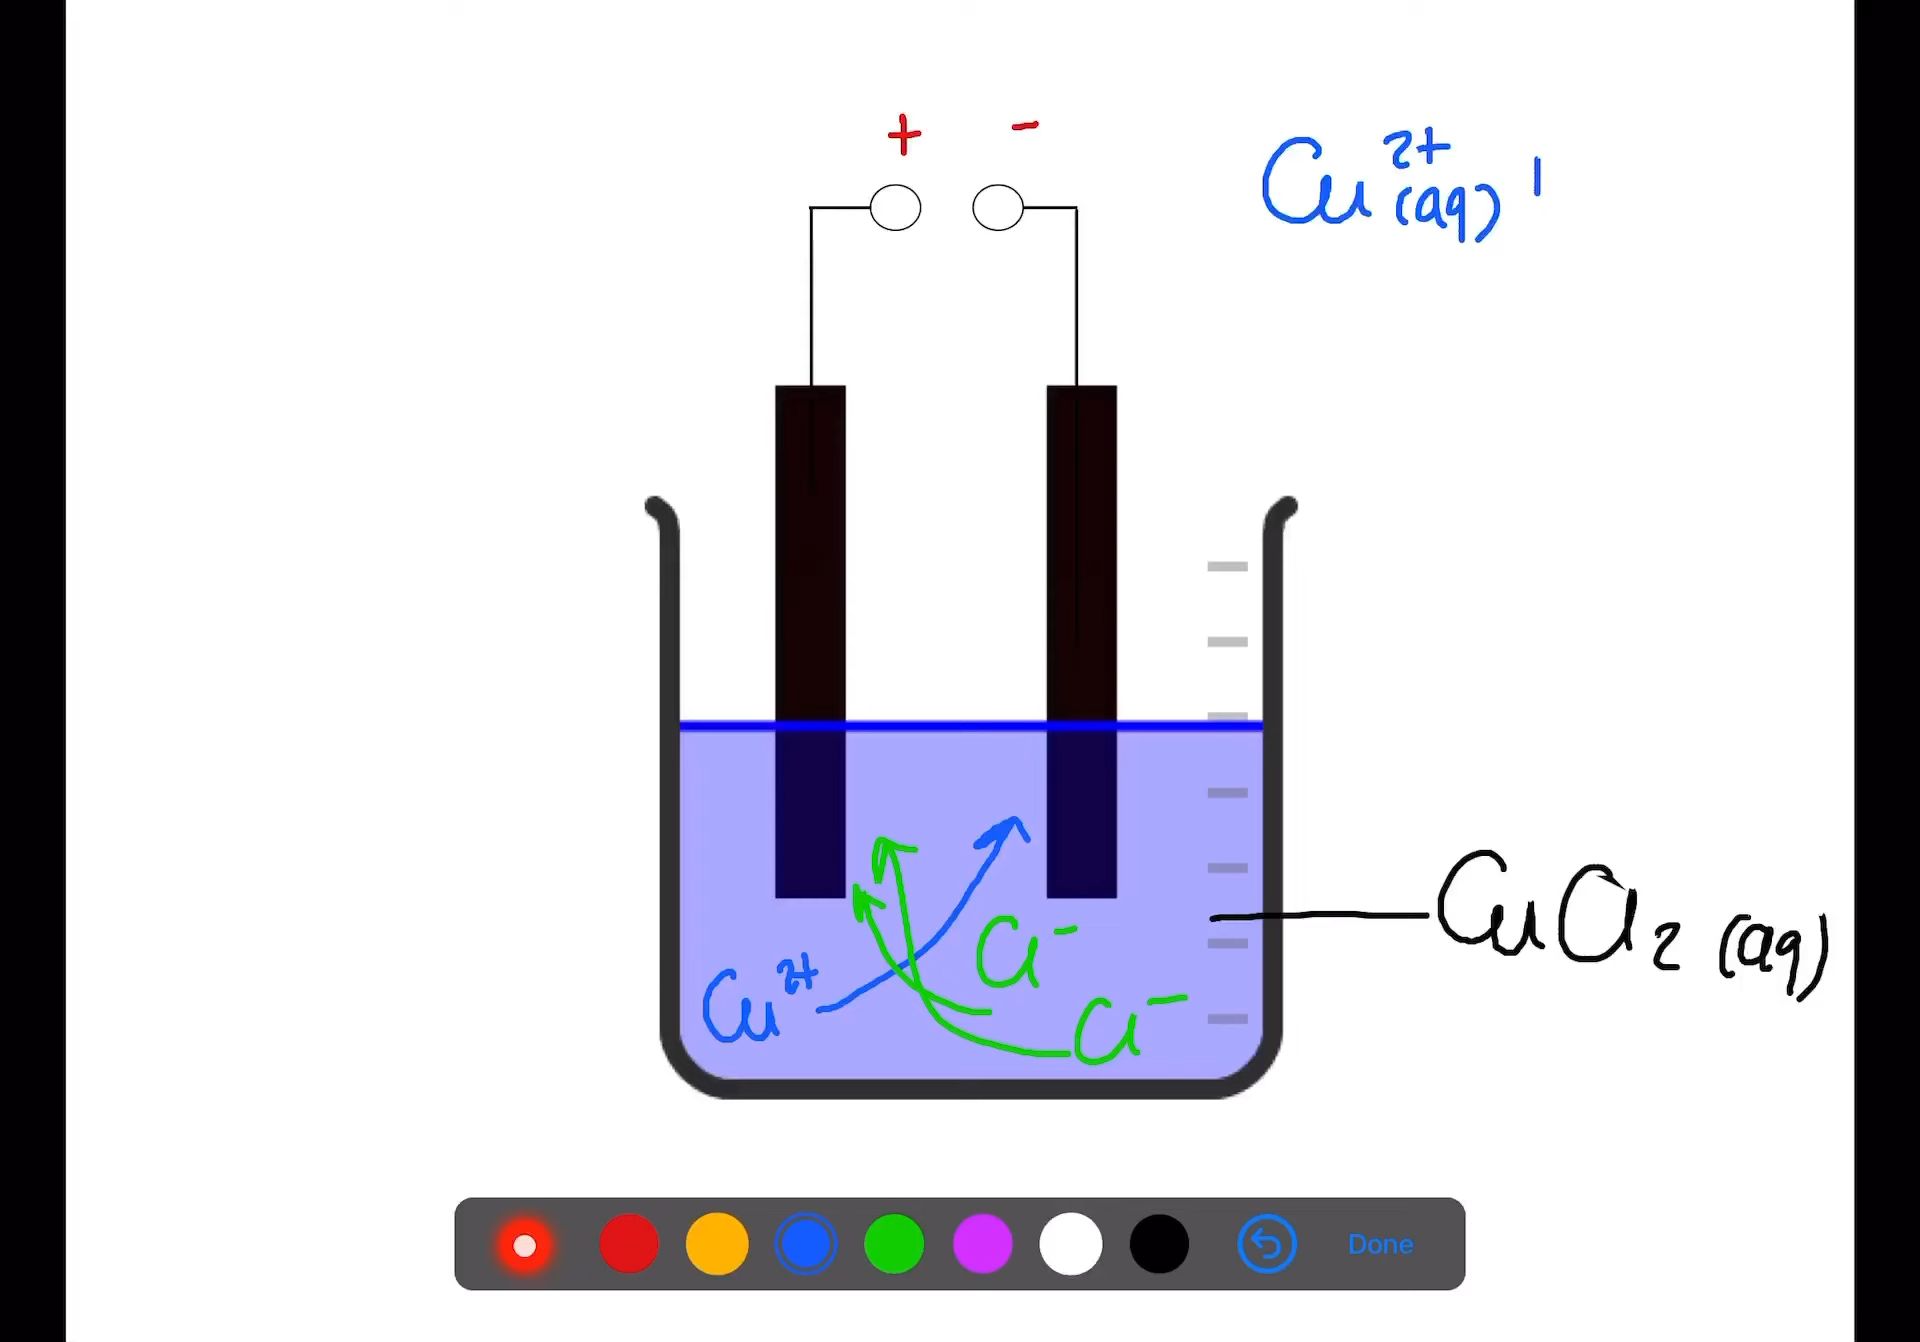 + -
Cu²⁺(aq) I
Cl⁻
CuCl₂ (aq)
Cu²⁺
Cl⁻
Done